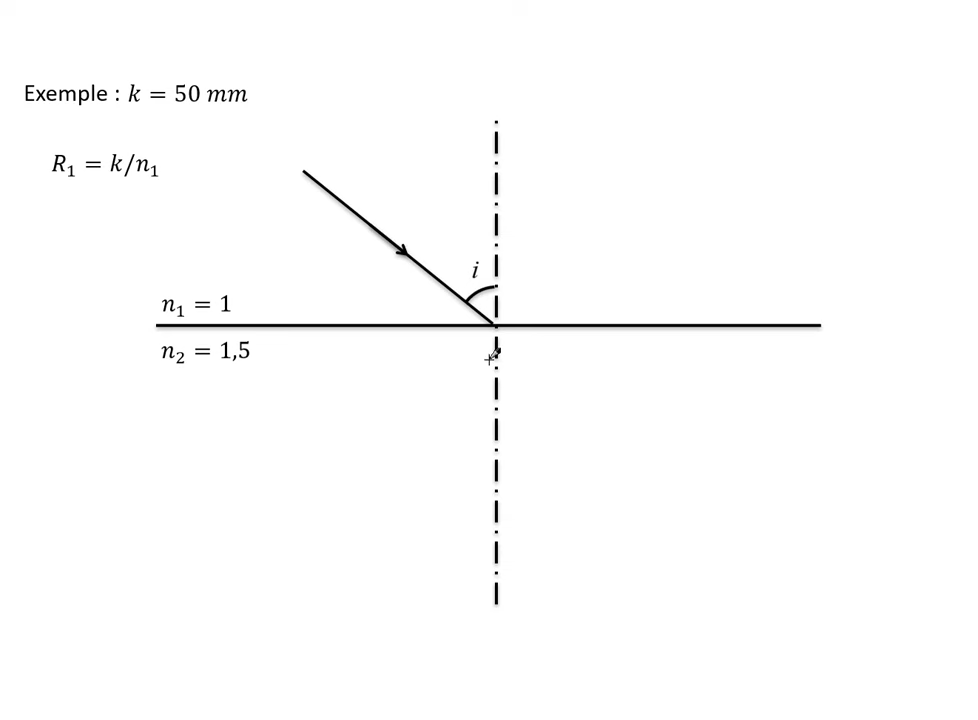 Exemple : k = 50 mm
R₁ = k/n₁
i
n₁ = 1
n₂ = 1,5